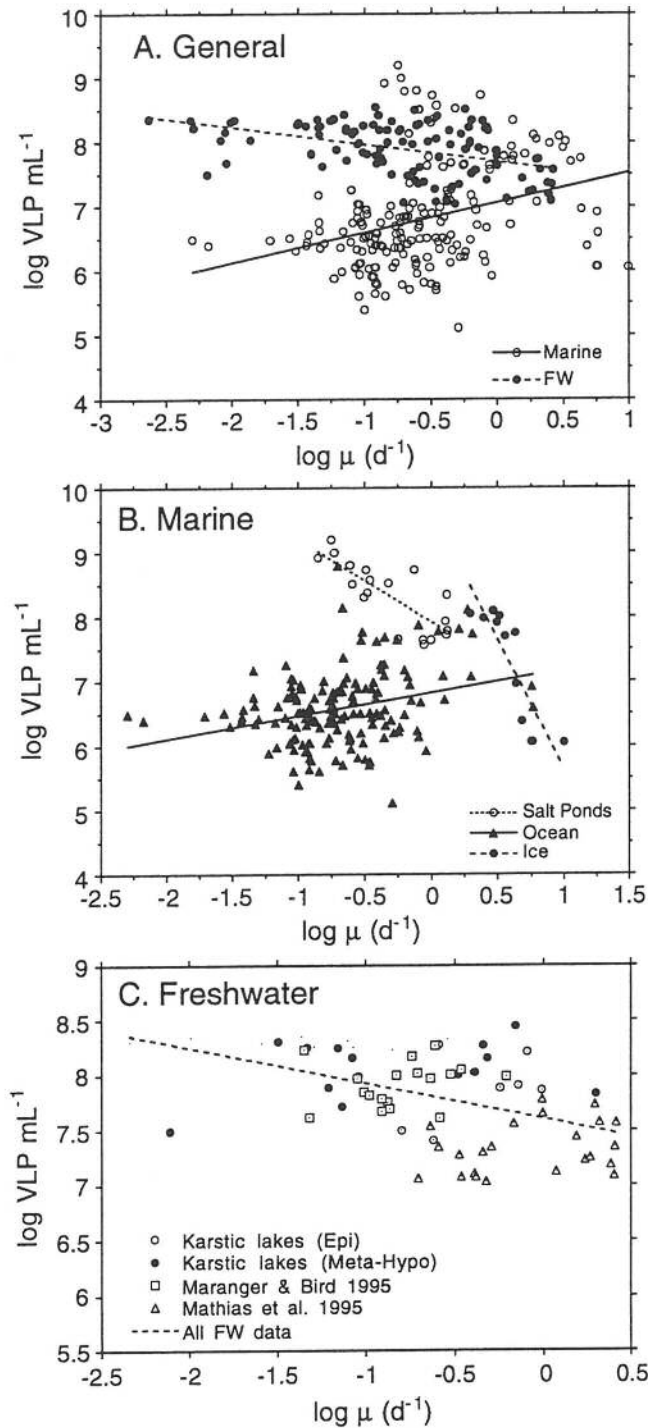 A. General
10
9
8
7
6
5
4
log VLP mL-1
Marine
FW
-3 -2.5 -2 -1.5 -1 -0.5 0 0.5 1
log μ (d-1)
B. Marine
10
9
8
7
6
5
4
log VLP mL-1
Salt Ponds
Ocean
Ice
-2.5 -2 -1.5 -1 -0.5 0 0.5 1 1.5
log μ (d-1)
C. Freshwater
9
8.5
8
7.5
7
6.5
6
5.5
log VLP mL-1
Karstic lakes (Epi)
Karstic lakes (Meta-Hypo)
Maranger & Bird 1995
Mathias et al. 1995
All FW data
-2.5 -2 -1.5 -1 -0.5 0 0.5
log μ (d-1)